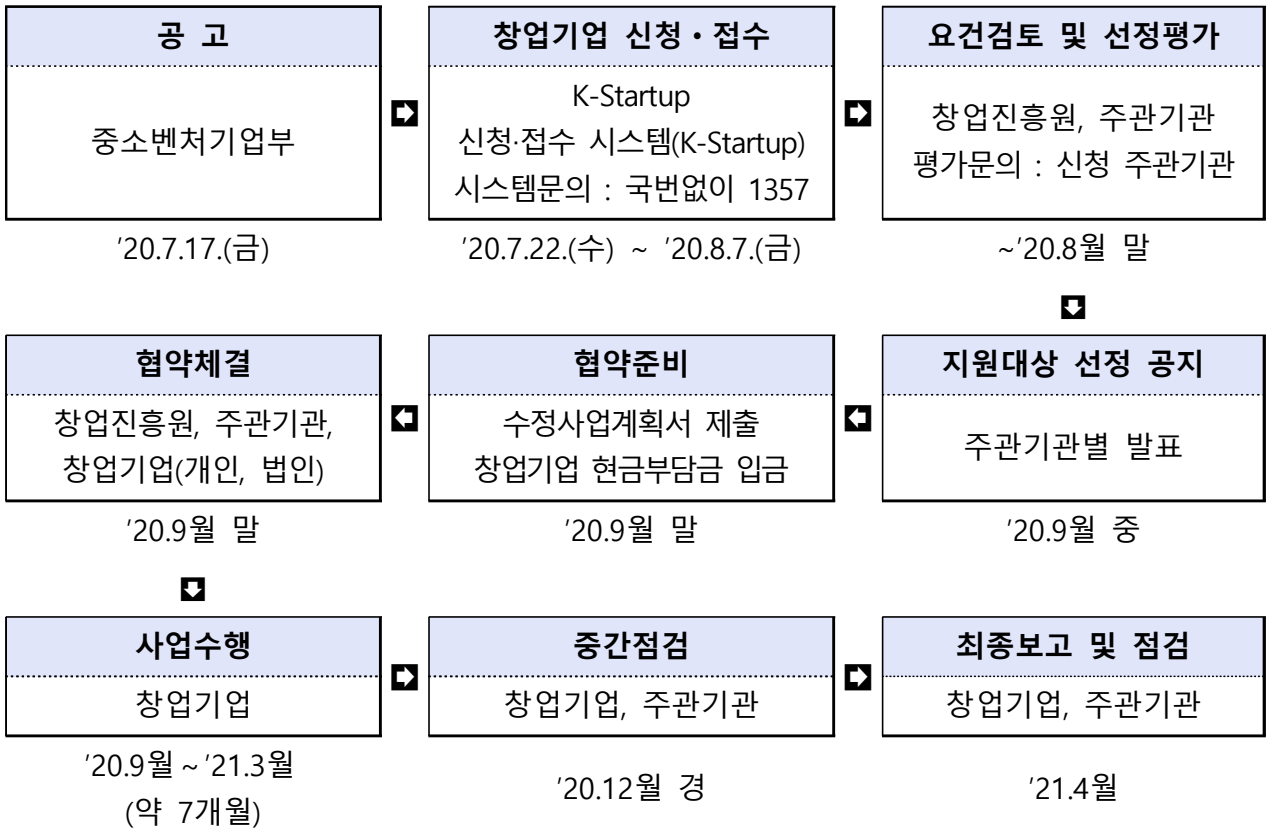 공 고
중소벤처기업부
'20.7.17.(금)
창업기업 신청・접수
K-Startup
신청·접수 시스템(K-Startup)
시스템문의 : 국번없이 1357
'20.7.22.(수) ~ '20.8.7.(금)
요건검토 및 선정평가
창업진흥원, 주관기관
평가문의 : 신청 주관기관
~'20.8월 말
지원대상 선정 공지
주관기관별 발표
'20.9월 중
협약준비
수정사업계획서 제출
창업기업 현금부담금 입금
'20.9월 말
협약체결
창업진흥원, 주관기관,
창업기업(개인, 법인)
'20.9월 말
사업수행
창업기업
'20.9월 ~ '21.3월
(약 7개월)
중간점검
창업기업, 주관기관
'20.12월 경
최종보고 및 점검
창업기업, 주관기관
'21.4월